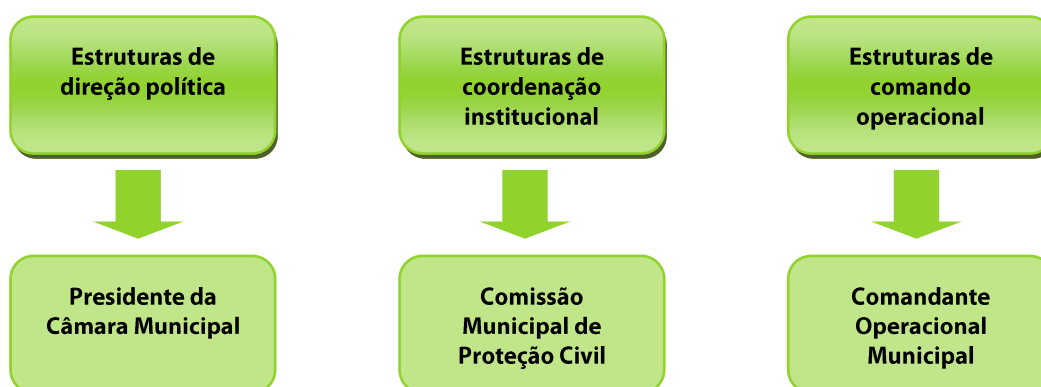 Estruturas de
direção política
Estruturas de
coordenação
institucional
Estruturas de
comando
operacional
Presidente da
Câmara Municipal
Comissão
Municipal de
Proteção Civil
Comandante
Operacional
Municipal